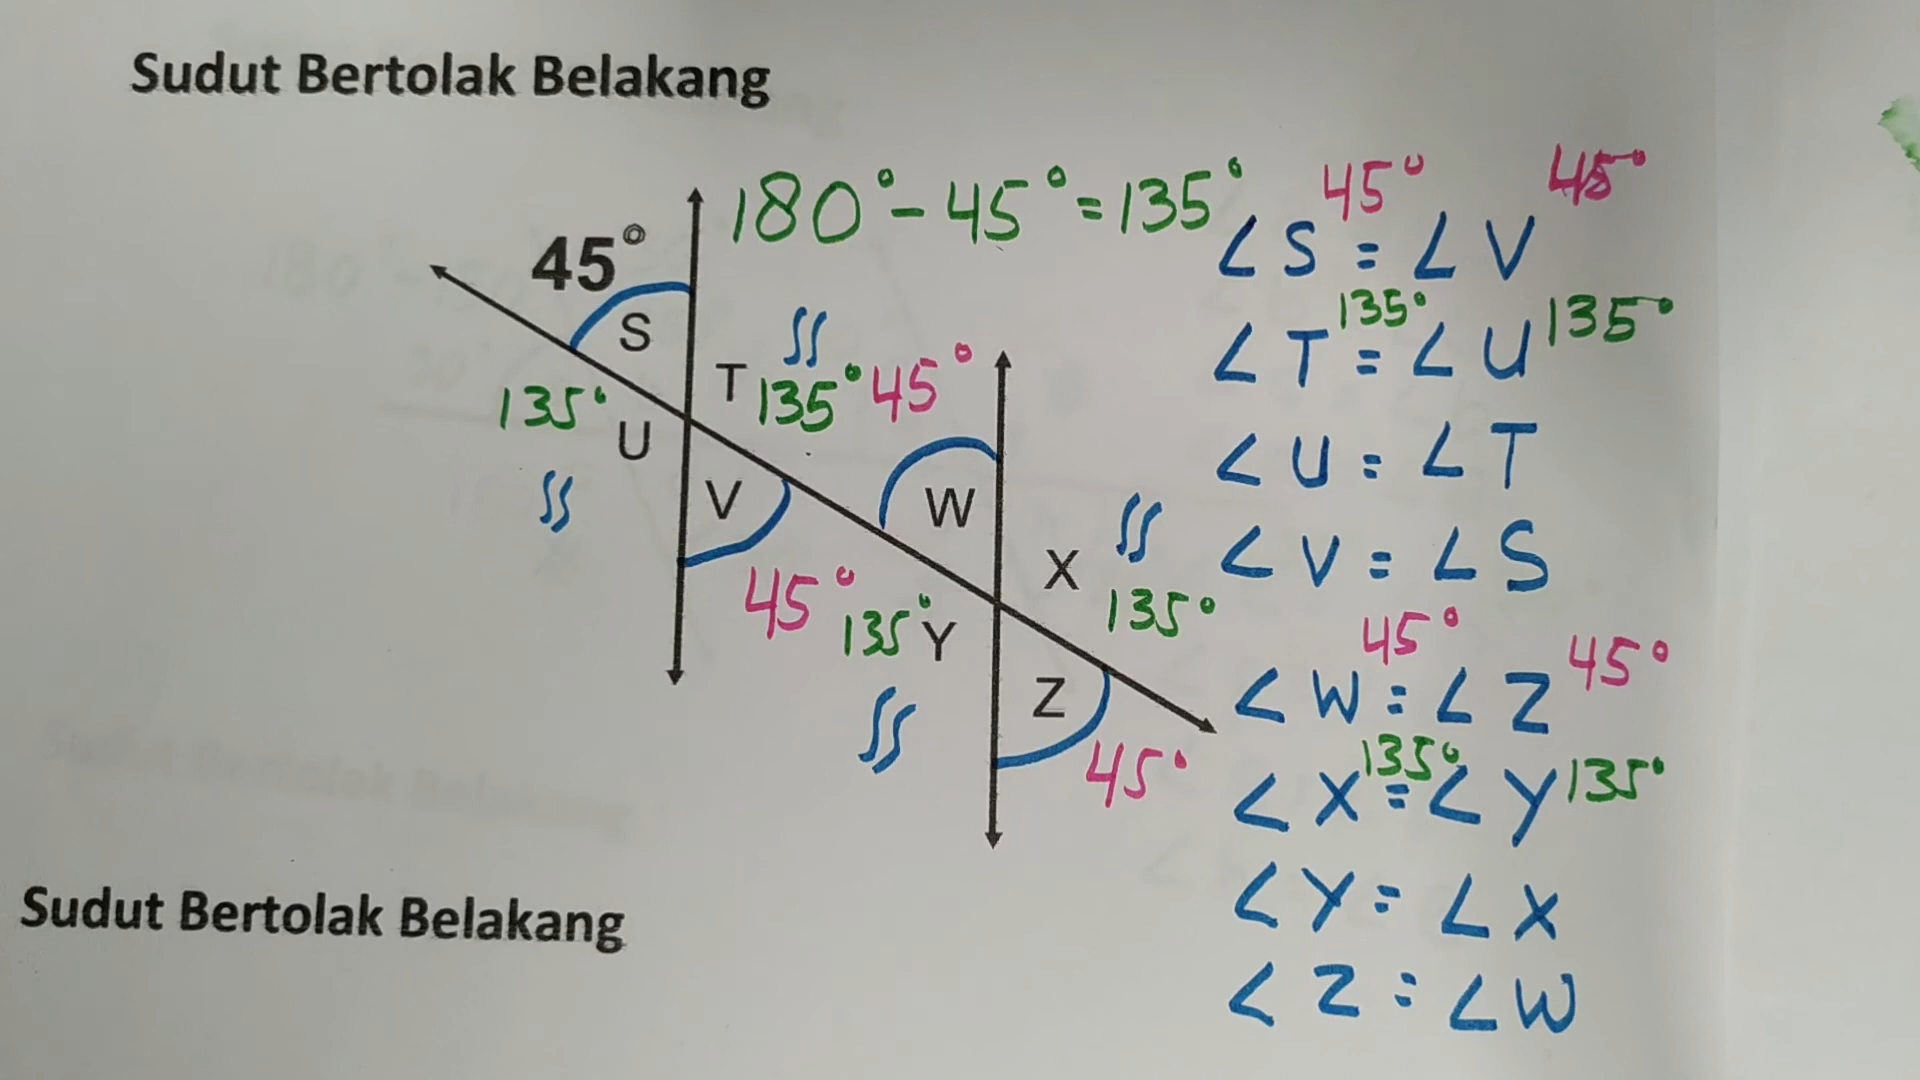 Sudut Bertolak Belakang
180° - 45° = 135°
45°
S
T
135°
135°
U
V
45°
45°
W
X
135°
135°
Y
Z
45°
45° 45°
∠ S = ∠ V
135° 135°
∠ T = ∠ U
∠ U = ∠ T
∠ V = ∠ S
45° 45°
∠ W = ∠ Z
135° 135°
∠ X = ∠ Y
∠ Y = ∠ X
∠ Z = ∠ W
Sudut Bertolak Belakang